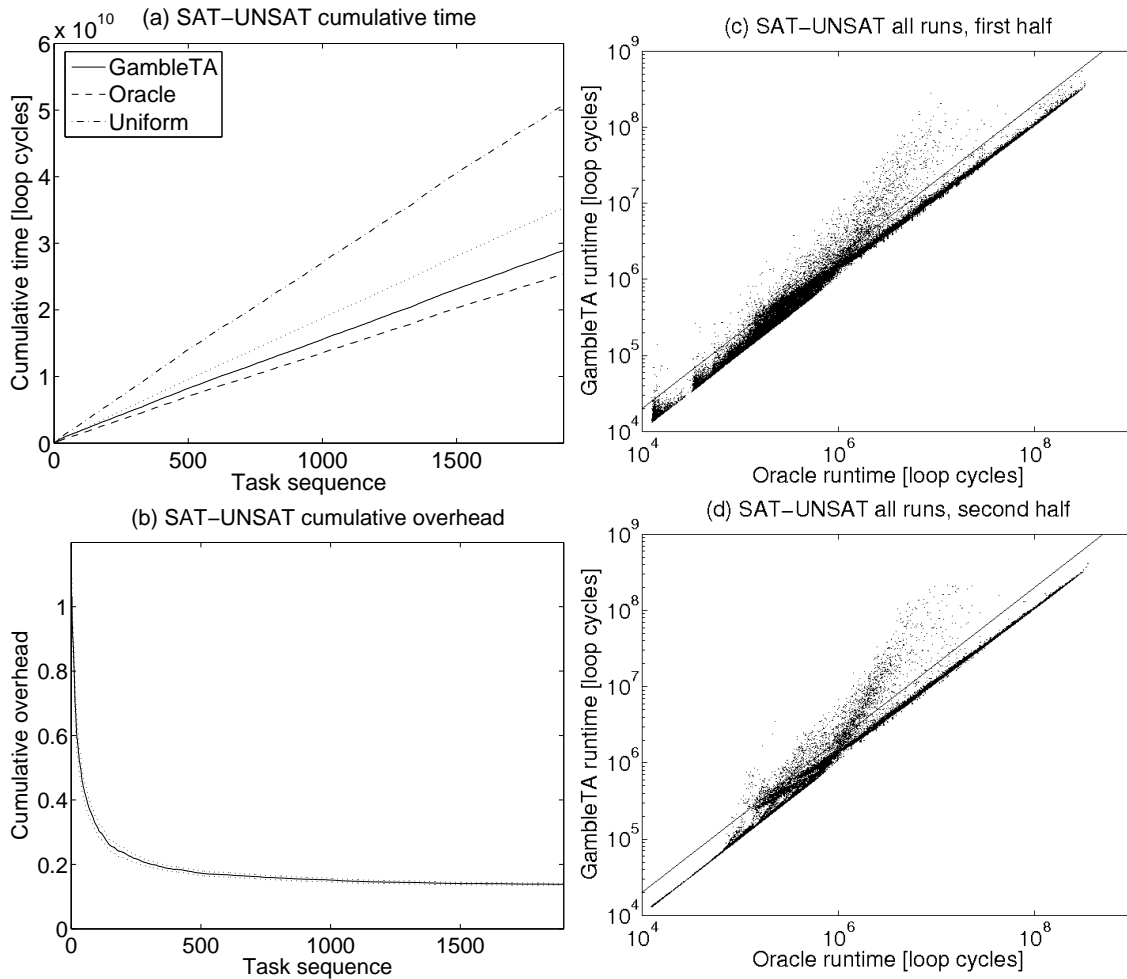 (a) SAT−UNSAT cumulative time
x 10^10
6
5
4
3
2
1
0
Cumulative time [loop cycles]
GambleTA
Oracle
Uniform
0 500 1000 1500
Task sequence
(b) SAT−UNSAT cumulative overhead
1
0.8
0.6
0.4
0.2
0
Cumulative overhead
0 500 1000 1500
Task sequence
(c) SAT−UNSAT all runs, first half
10^9
10^8
10^7
10^6
10^5
10^4
GambleTA runtime [loop cycles]
10^4 10^6 10^8
Oracle runtime [loop cycles]
(d) SAT−UNSAT all runs, second half
10^9
10^8
10^7
10^6
10^5
10^4
GambleTA runtime [loop cycles]
10^4 10^6 10^8
Oracle runtime [loop cycles]